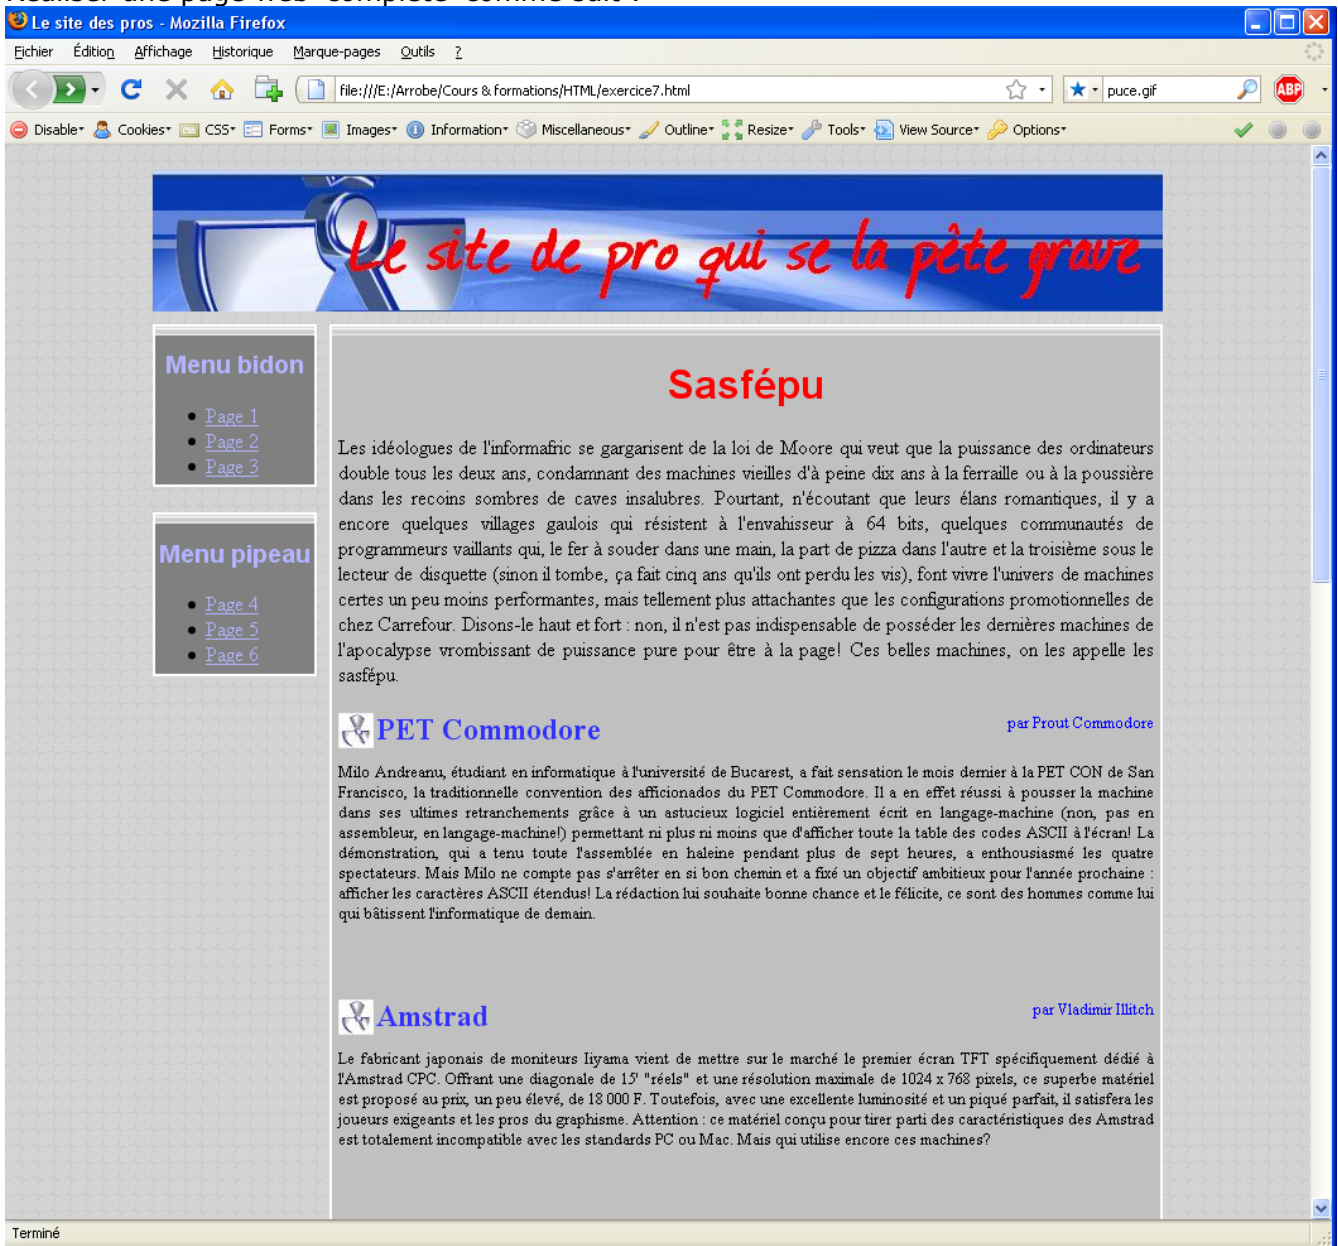 Réaliser une page web "complète" comme suit :
Le site des pros - Mozilla Firefox
Fichier Édition Affichage Historique Marque-pages Outils ?
file:///E:/Arrobe/Cours & formations/HTML/exercice7.html
puce.gif
ABP
Disable Cookies CSS Forms Images Information Miscellaneous Outline Resize Tools View Source Options
Le site de pro qui se la pête grave
Menu bidon
Page 1
Page 2
Page 3
Menu pipeau
Page 4
Page 5
Page 6
Sasfépu
Les idéologues de l'informafric se gargarisent de la loi de Moore qui veut que la puissance des ordinateurs
double tous les deux ans, condamnant des machines vieilles d'à peine dix ans à la ferraille ou à la poussière
dans les recoins sombres de caves insalubres. Pourtant, n'écoutant que leurs élans romantiques, il y a
encore quelques villages gaulois qui résistent à l'envahisseur à 64 bits, quelques communautés de
programmeurs vaillants qui, le fer à souder dans une main, la part de pizza dans l'autre et la troisième sous le
lecteur de disquette (sinon il tombe, ça fait cinq ans qu'ils ont perdu les vis), font vivre l'univers de machines
certes un peu moins performantes, mais tellement plus attachantes que les configurations promotionnelles de
chez Carrefour. Disons-le haut et fort : non, il n'est pas indispensable de posséder les dernières machines de
l'apocalypse vrombissant de puissance pure pour être à la page! Ces belles machines, on les appelle les
sasfépu.
PET Commodore
par Prout Commodore
Milo Andreanu, étudiant en informatique à l'université de Bucarest, a fait sensation le mois dernier à la PET CON de San
Francisco, la traditionnelle convention des afficionados du PET Commodore. Il a en effet réussi à pousser la machine
dans ses ultimes retranchements grâce à un astucieux logiciel entièrement écrit en langage-machine (non, pas en
assembleur, en langage-machine!) permettant ni plus ni moins que d'afficher toute la table des codes ASCII à l'écran! La
démonstration, qui a tenu toute l'assemblée en haleine pendant plus de sept heures, a enthousiasmé les quatre
spectateurs. Mais Milo ne compte pas s'arrêter en si bon chemin et a fixé un objectif ambitieux pour l'année prochaine :
afficher les caractères ASCII étendus! La rédaction lui souhaite bonne chance et le félicite, ce sont des hommes comme lui
qui bâtissent l'informatique de demain.
Amstrad
par Vladimir Illitch
Le fabricant japonais de moniteurs Iiyama vient de mettre sur le marché le premier écran TFT spécifiquement dédié à
l'Amstrad CPC. Offrant une diagonale de 15' "réels" et une résolution maximale de 1024 x 768 pixels, ce superbe matériel
est proposé au prix, un peu élevé, de 18 000 F. Toutefois, avec une excellente luminosité et un piqué parfait, il satisfera les
joueurs exigeants et les pros du graphisme. Attention : ce matériel conçu pour tirer parti des caractéristiques des Amstrad
est totalement incompatible avec les standards PC ou Mac. Mais qui utilise encore ces machines?
Terminé